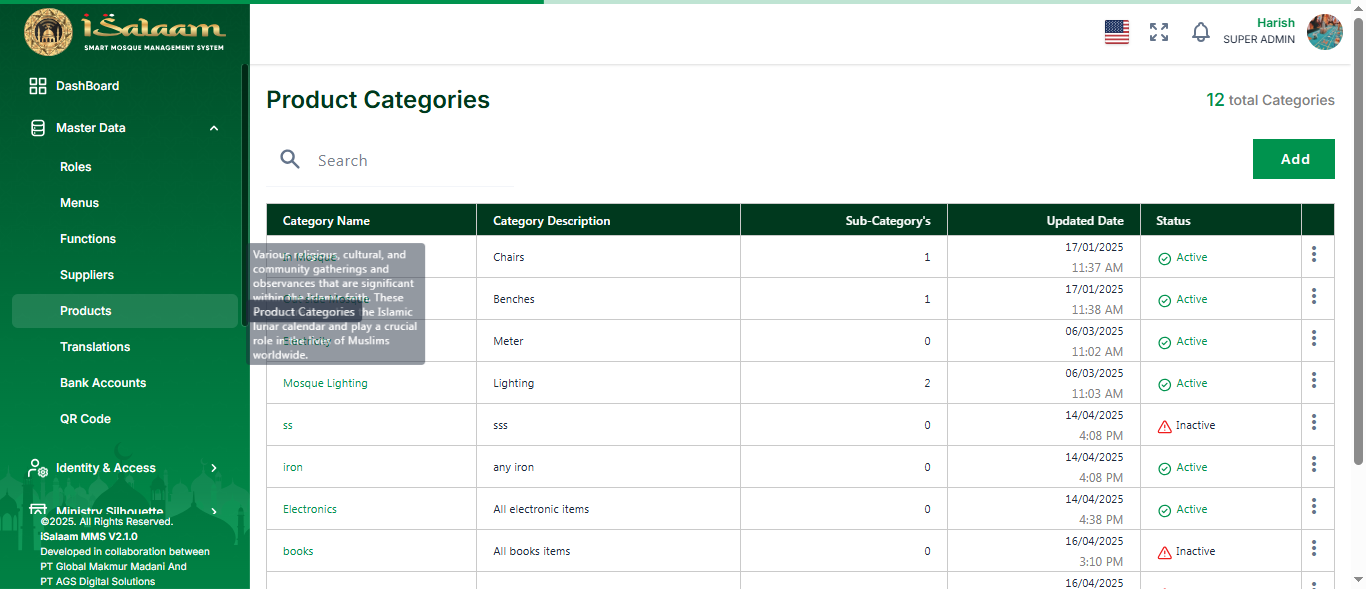 iSalaam
SMART MOSQUE MANAGEMENT SYSTEM
Harish
SUPER ADMIN
DashBoard
Master Data
Roles
Menus
Functions
Suppliers
Products
Translations
Bank Accounts
QR Code
Identity & Access
Ministry Silhouette
©2025. All Rights Reserved.
iSalaam MMS V2.1.0
Developed in collaboration between
PT Global Makmur Madani And
PT AGS Digital Solutions
Product Categories
12 total Categories
Search
Add
Category Name Category Description Sub-Category's Updated Date Status
Various religious, cultural, and
community gatherings and
observances that are significant
within the Islamic faith. These
Product Categories the Islamic
lunar calendar and play a crucial
role in the lives of Muslims
worldwide.
Chairs 1 17/01/2025 Active
11:37 AM
Benches 1 17/01/2025 Active
11:38 AM
Meter 0 06/03/2025 Active
11:02 AM
Mosque Lighting Lighting 2 06/03/2025 Active
11:03 AM
ss sss 0 14/04/2025 Inactive
4:08 PM
iron any iron 0 14/04/2025 Active
4:08 PM
Electronics All electronic items 0 14/04/2025 Active
4:38 PM
books All books items 0 16/04/2025 Inactive
3:10 PM
16/04/2025